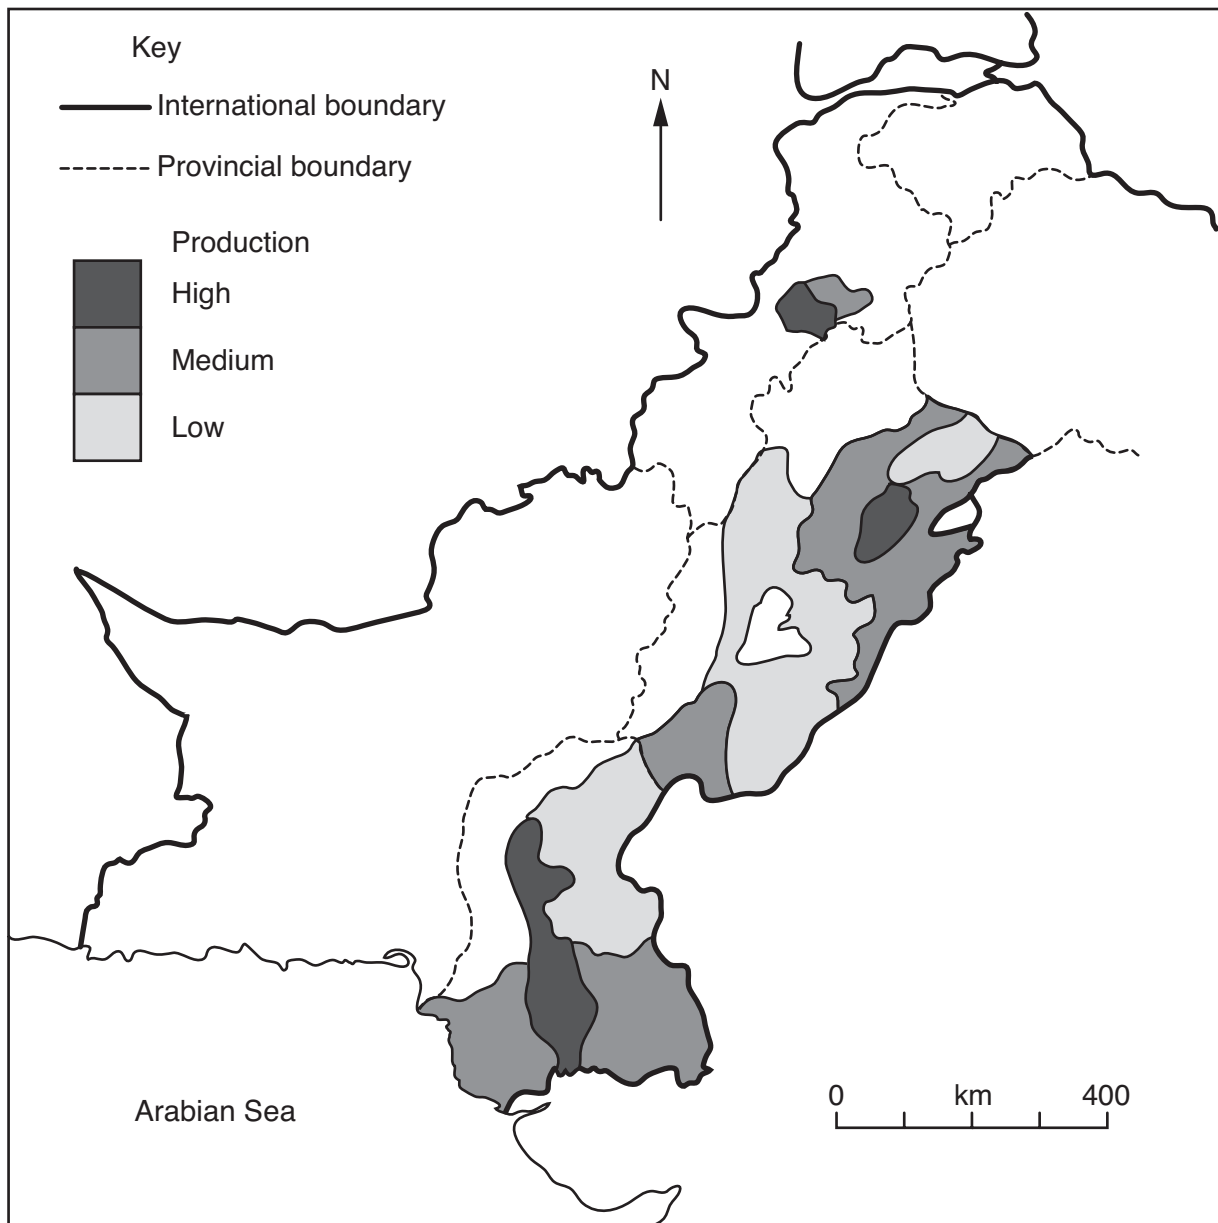 Key
International boundary
Provincial boundary
Production
High
Medium
Low
N
0 km 400
Arabian Sea